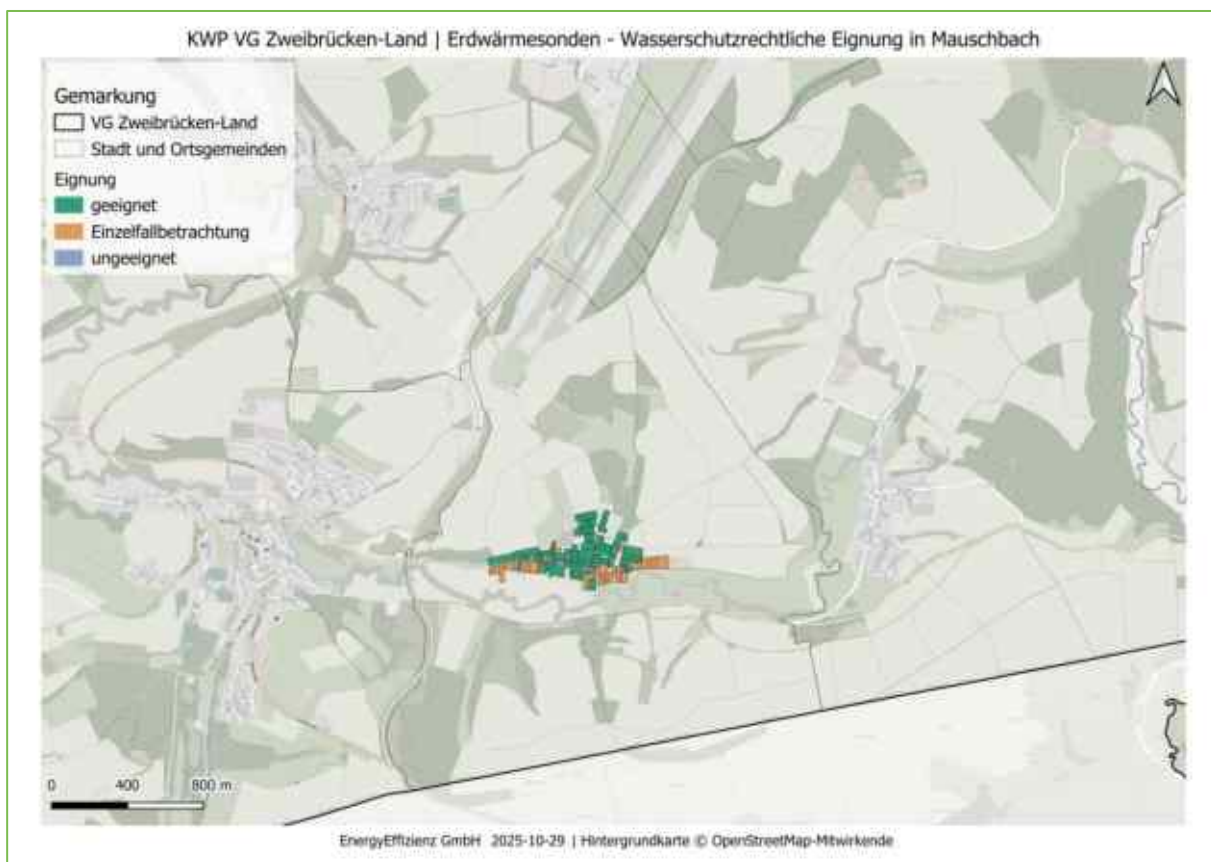 KWP VG Zweibrücken-Land | Erdwärmesonden - Wasserschutzrechtliche Eignung in Mauschbach
Gemarkung
VG Zweibrücken-Land
Stadt und Ortsgemeinden
Eignung
geeignet
Einzelfallbetrachtung
ungeeignet
0 400 800 m
EnergyEffizienz GmbH 2025-10-29 | Hintergrundkarte © OpenStreetMap-Mitwirkende